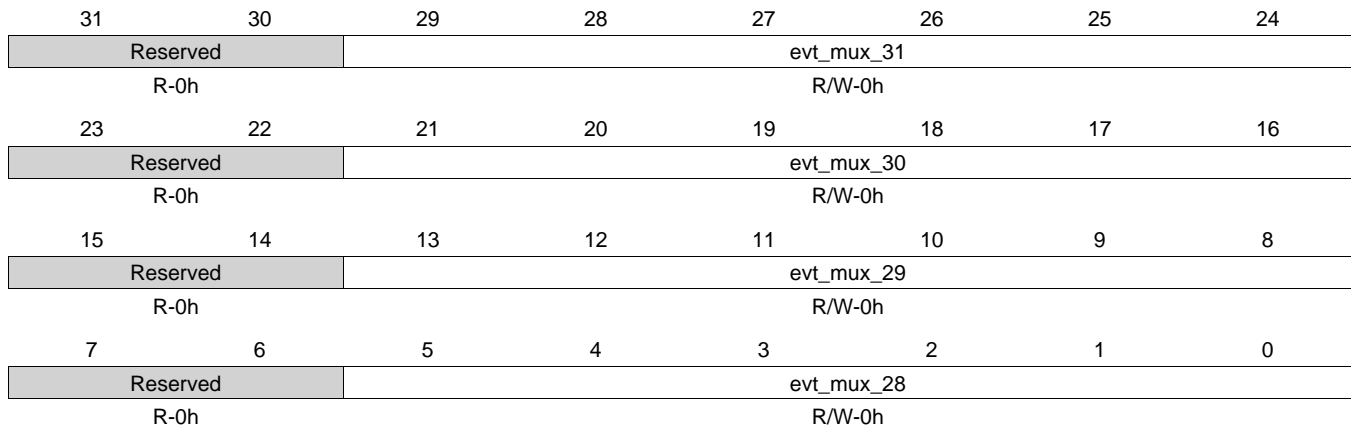 31 30 29 28 27 26 25 24
Reserved evt_mux_31
R-0h R/W-0h
23 22 21 20 19 18 17 16
Reserved evt_mux_30
R-0h R/W-0h
15 14 13 12 11 10 9 8
Reserved evt_mux_29
R-0h R/W-0h
7 6 5 4 3 2 1 0
Reserved evt_mux_28
R-0h R/W-0h